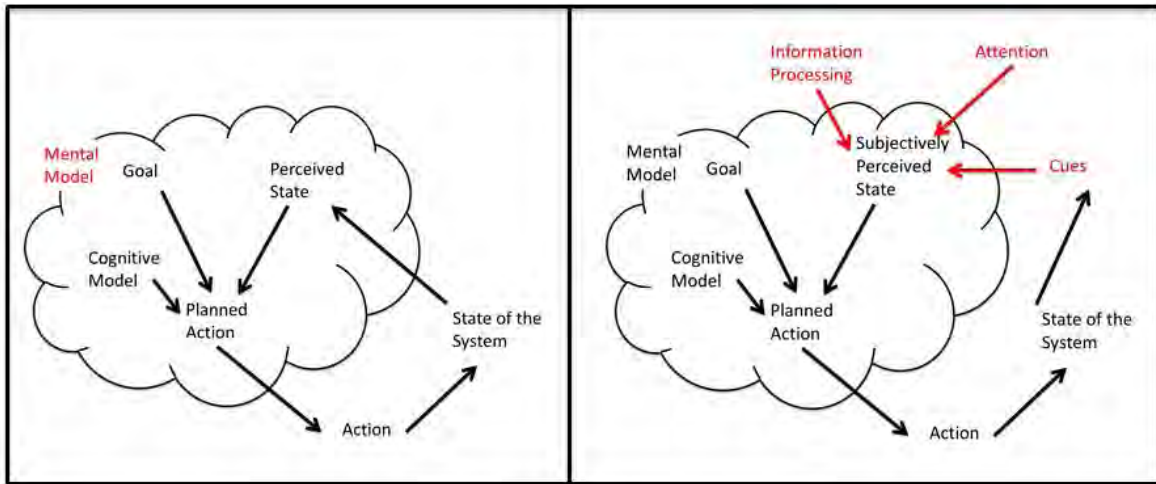 Mental
Model
Goal
Perceived
State
Cognitive
Model
Planned
Action
State of the
System
Action
Information
Processing
Attention
Mental
Model
Goal
Subjectively
Perceived
State
Cues
Cognitive
Model
Planned
Action
State of the
System
Action